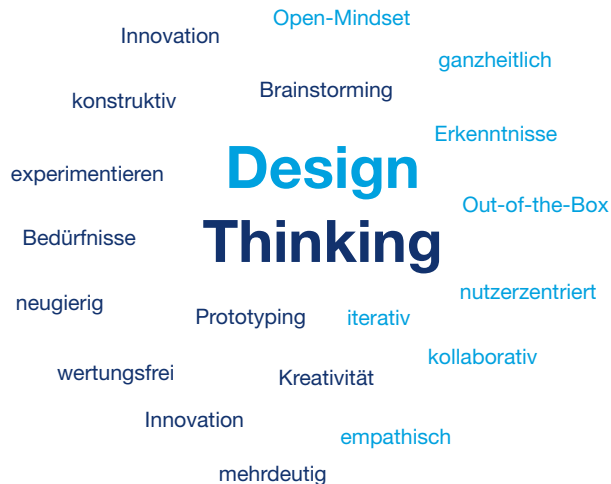 Open-Mindset
Innovation
ganzheitlich
Brainstorming
konstruktiv
Erkenntnisse
Design
experimentieren
Out-of-the-Box
Thinking
Bedürfnisse
nutzerzentriert
neugierig
Prototyping
iterativ
kollaborativ
wertungsfrei
Kreativität
Innovation
empathisch
mehrdeutig